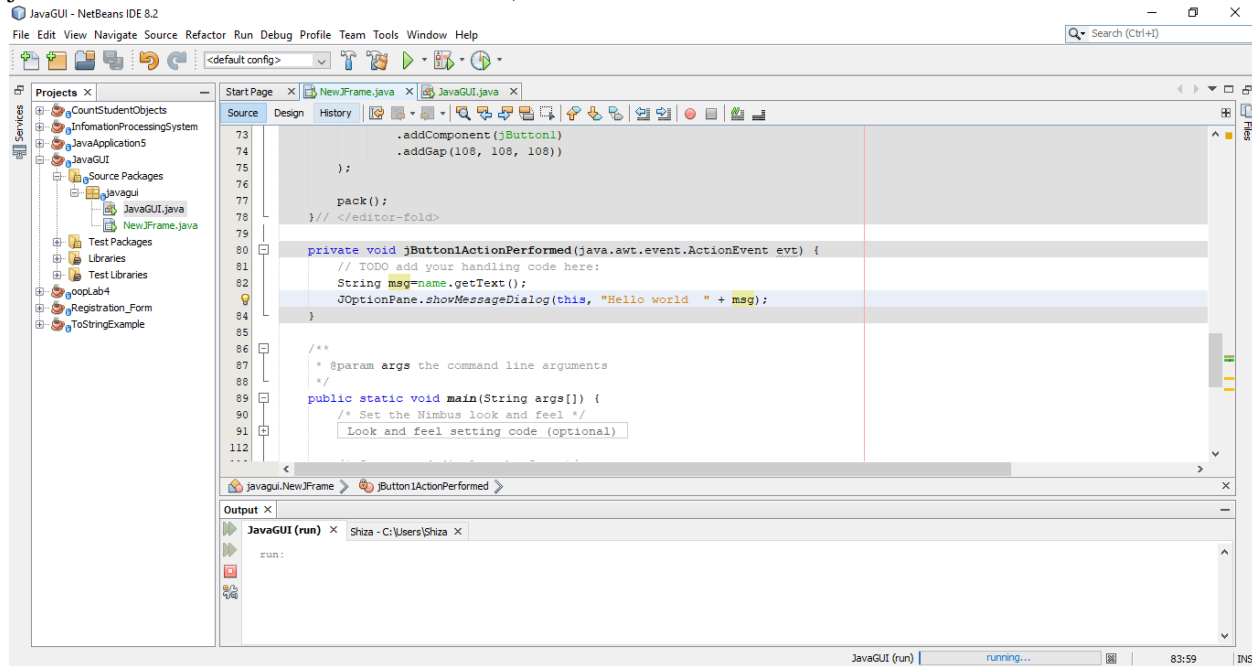 JavaGUI - NetBeans IDE 8.2
File Edit View Navigate Source Refactor Run Debug Profile Team Tools Window Help
Search (Ctrl+I)
<default config>
Projects
Start Page
NewJFrame.java
JavaGUI.java
Services
Files
CountStudentObjects
InfomationProcessingSystem
JavaApplication5
JavaGUI
Source Packages
javagui
JavaGUI.java
NewJFrame.java
Test Packages
Libraries
Test Libraries
oopLab4
Registration_Form
ToStringExample
Source Design History
73 .addComponent(jButton1)
74 .addGap(108, 108, 108))
75 );
76
77 pack();
78 }// </editor-fold>
79
80 private void jButton1ActionPerformed(java.awt.event.ActionEvent evt) {
81 // TODO add your handling code here:
82 String msg=name.getText();
JOptionPane.showMessageDialog(this, "Hello world  " + msg);
84 }
85
86 /**
87 * @param args the command line arguments
88 */
89 public static void main(String args[]) {
90 /* Set the Nimbus look and feel */
91 Look and feel setting code (optional)
112
javagui.NewJFrame
jButton1ActionPerformed
Output
JavaGUI (run)
Shiza - C:\Users\Shiza
run:
JavaGUI (run)
running...
83:59
INS